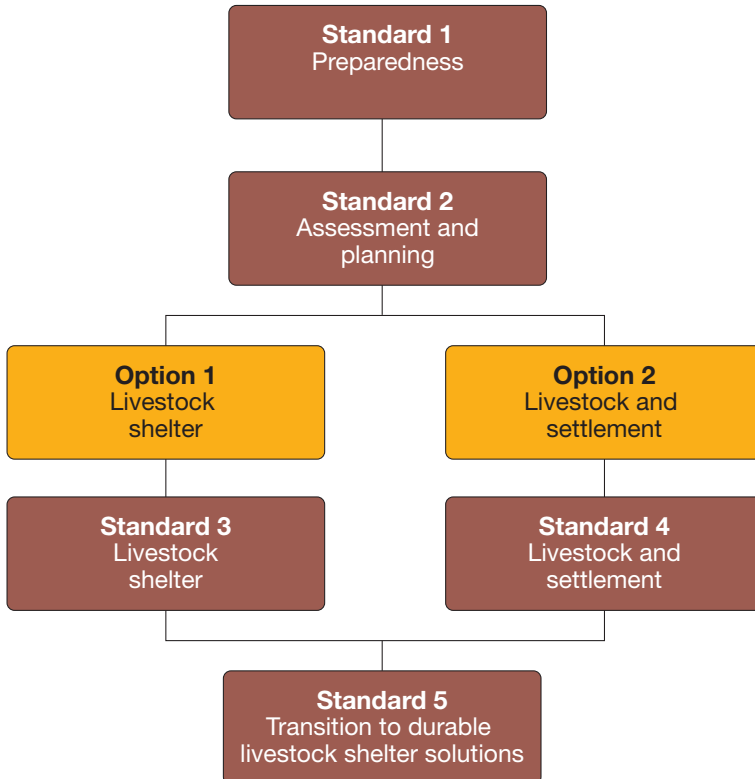 Standard 1
Preparedness
Standard 2
Assessment and
planning
Option 1
Livestock
shelter
Option 2
Livestock and
settlement
Standard 3
Livestock
shelter
Standard 4
Livestock and
settlement
Standard 5
Transition to durable
livestock shelter solutions